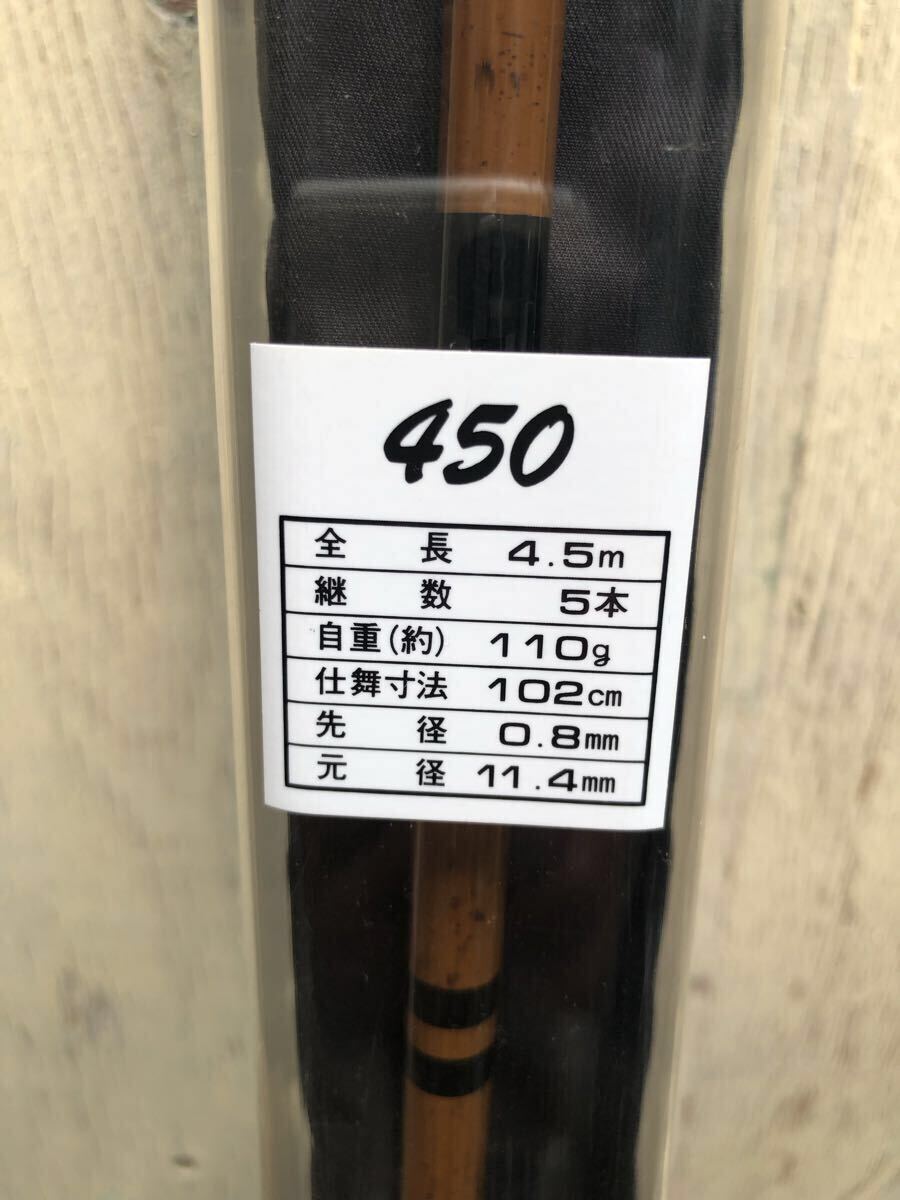 450
全長 4.5m
継数 5本
自重(約) 110g
仕舞寸法 102cm
先径 0.8mm
元径 11.4mm